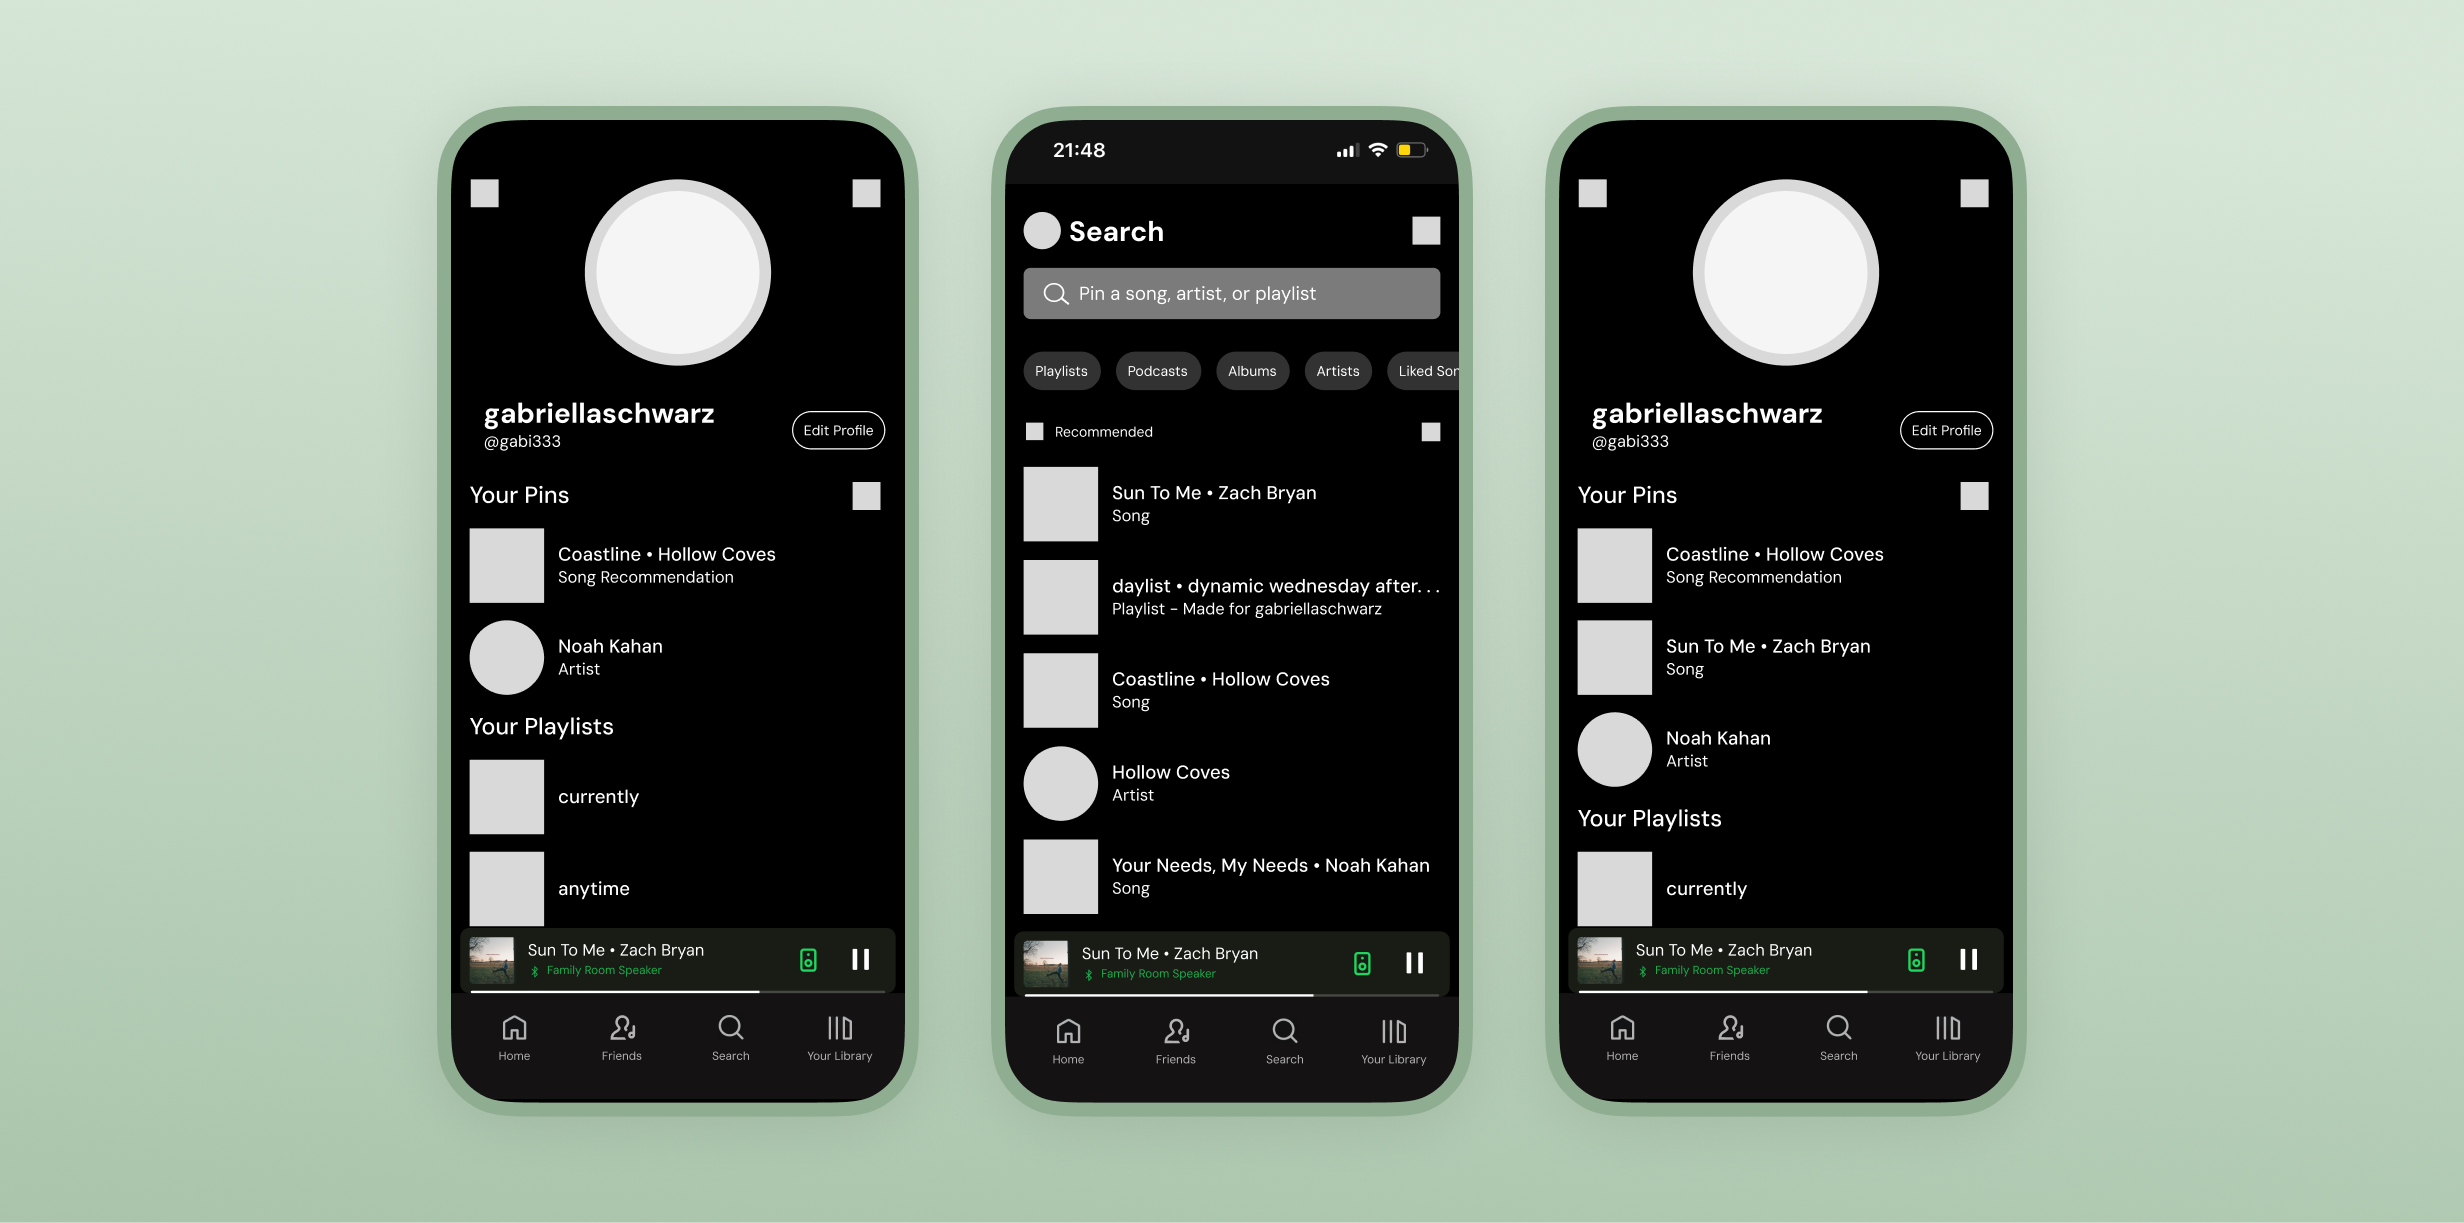 gabriellaschwarz
@gabi333
Edit Profile
Your Pins
Coastline • Hollow Coves
Song Recommendation
Noah Kahan
Artist
Your Playlists
currently
anytime
Sun To Me • Zach Bryan
Family Room Speaker
Home Friends Search Your Library
21:48
Search
Pin a song, artist, or playlist
Playlists Podcasts Albums Artists Liked Son
Recommended
Sun To Me • Zach Bryan
Song
daylist • dynamic wednesday after...
Playlist - Made for gabriellaschwarz
Coastline • Hollow Coves
Song
Hollow Coves
Artist
Your Needs, My Needs • Noah Kahan
Song
Sun To Me • Zach Bryan
Family Room Speaker
Home Friends Search Your Library
gabriellaschwarz
@gabi333
Edit Profile
Your Pins
Coastline • Hollow Coves
Song Recommendation
Sun To Me • Zach Bryan
Song
Noah Kahan
Artist
Your Playlists
currently
Sun To Me • Zach Bryan
Family Room Speaker
Home Friends Search Your Library